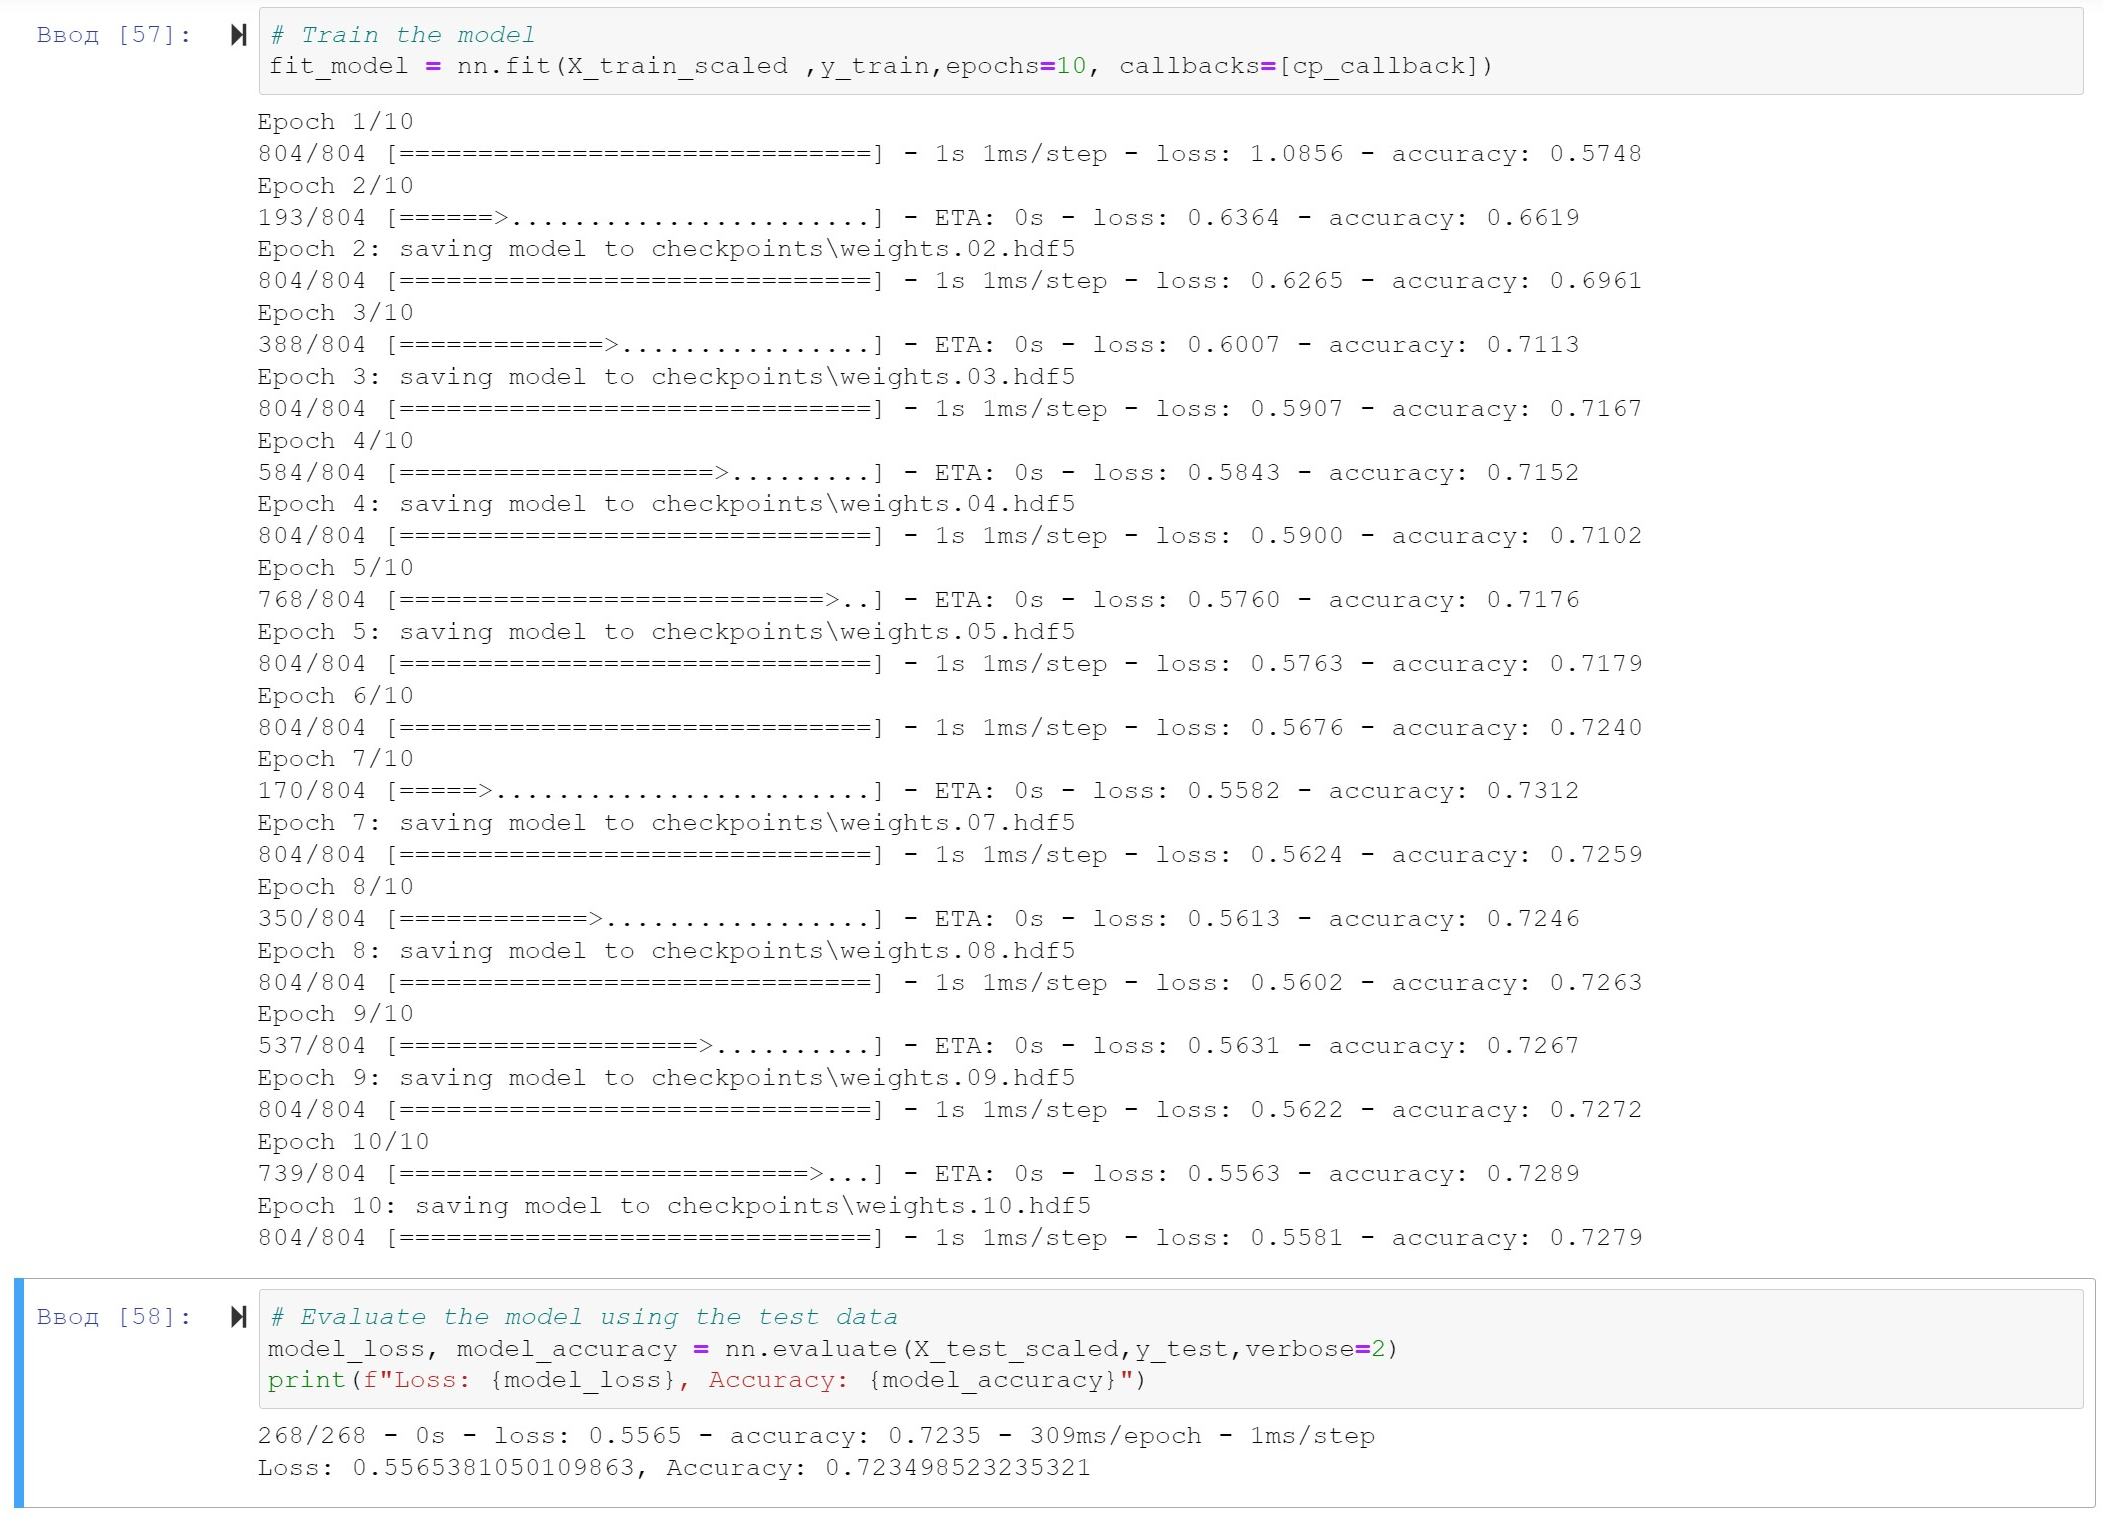 Ввод [57]:
# Train the model
fit_model = nn.fit(X_train_scaled ,y_train,epochs=10, callbacks=[cp_callback])
Epoch 1/10
804/804 [==============================] - 1s 1ms/step - loss: 1.0856 - accuracy: 0.5748
Epoch 2/10
193/804 [======>.......................] - ETA: 0s - loss: 0.6364 - accuracy: 0.6619
Epoch 2: saving model to checkpoints\weights.02.hdf5
804/804 [==============================] - 1s 1ms/step - loss: 0.6265 - accuracy: 0.6961
Epoch 3/10
388/804 [=============>................] - ETA: 0s - loss: 0.6007 - accuracy: 0.7113
Epoch 3: saving model to checkpoints\weights.03.hdf5
804/804 [==============================] - 1s 1ms/step - loss: 0.5907 - accuracy: 0.7167
Epoch 4/10
584/804 [====================>.........] - ETA: 0s - loss: 0.5843 - accuracy: 0.7152
Epoch 4: saving model to checkpoints\weights.04.hdf5
804/804 [==============================] - 1s 1ms/step - loss: 0.5900 - accuracy: 0.7102
Epoch 5/10
768/804 [===========================>..] - ETA: 0s - loss: 0.5760 - accuracy: 0.7176
Epoch 5: saving model to checkpoints\weights.05.hdf5
804/804 [==============================] - 1s 1ms/step - loss: 0.5763 - accuracy: 0.7179
Epoch 6/10
804/804 [==============================] - 1s 1ms/step - loss: 0.5676 - accuracy: 0.7240
Epoch 7/10
170/804 [=====>........................] - ETA: 0s - loss: 0.5582 - accuracy: 0.7312
Epoch 7: saving model to checkpoints\weights.07.hdf5
804/804 [==============================] - 1s 1ms/step - loss: 0.5624 - accuracy: 0.7259
Epoch 8/10
350/804 [============>.................] - ETA: 0s - loss: 0.5613 - accuracy: 0.7246
Epoch 8: saving model to checkpoints\weights.08.hdf5
804/804 [==============================] - 1s 1ms/step - loss: 0.5602 - accuracy: 0.7263
Epoch 9/10
537/804 [===================>..........] - ETA: 0s - loss: 0.5631 - accuracy: 0.7267
Epoch 9: saving model to checkpoints\weights.09.hdf5
804/804 [==============================] - 1s 1ms/step - loss: 0.5622 - accuracy: 0.7272
Epoch 10/10
739/804 [==========================>...] - ETA: 0s - loss: 0.5563 - accuracy: 0.7289
Epoch 10: saving model to checkpoints\weights.10.hdf5
804/804 [==============================] - 1s 1ms/step - loss: 0.5581 - accuracy: 0.7279
Ввод [58]:
# Evaluate the model using the test data
model_loss, model_accuracy = nn.evaluate(X_test_scaled,y_test,verbose=2)
print(f"Loss: {model_loss}, Accuracy: {model_accuracy}")
268/268 - 0s - loss: 0.5565 - accuracy: 0.7235 - 309ms/epoch - 1ms/step
Loss: 0.5565381050109863, Accuracy: 0.723498523235321